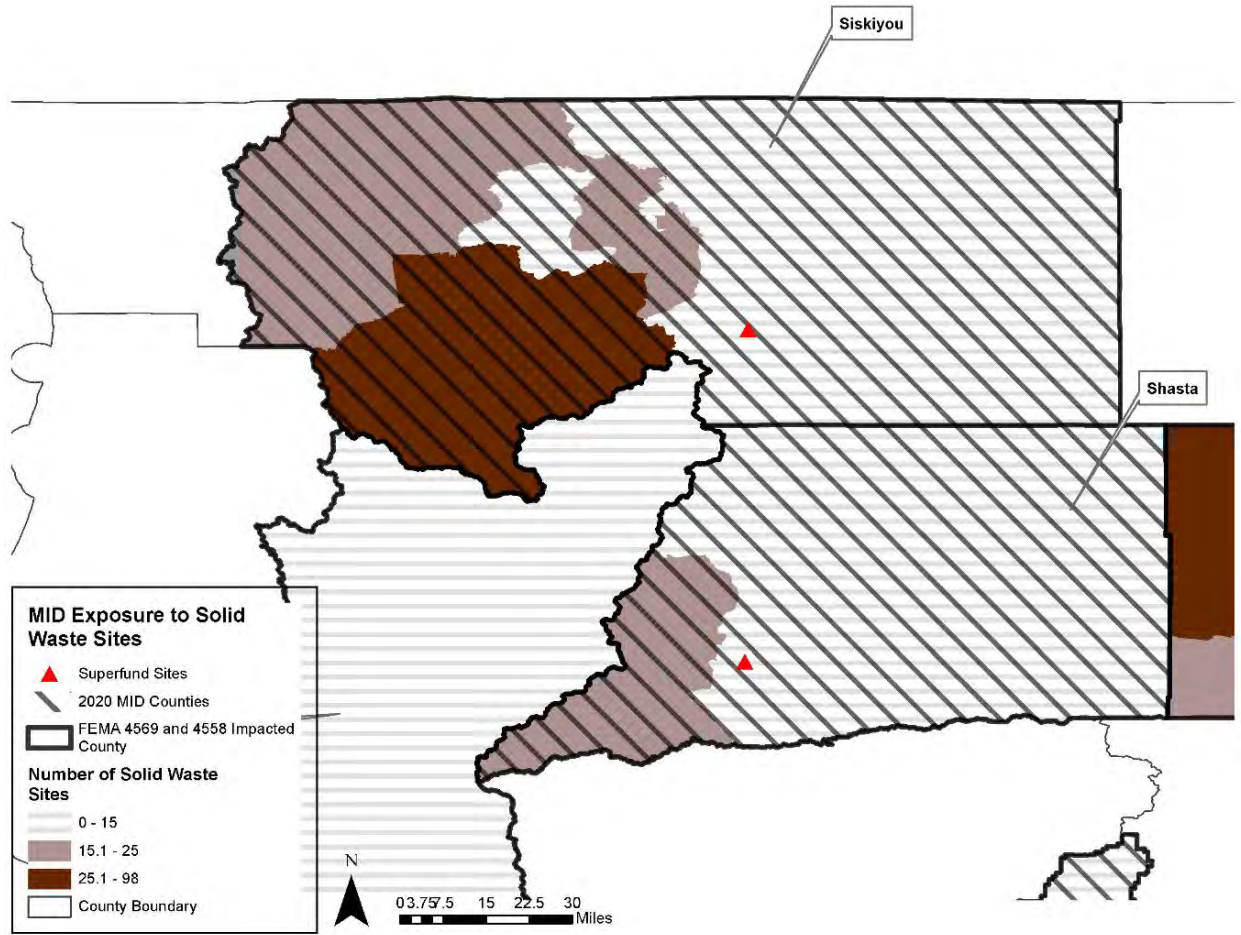 Siskiyou
Shasta
MID Exposure to Solid
Waste Sites
Superfund Sites
2020 MID Counties
FEMA 4569 and 4558 Impacted
County
Number of Solid Waste
Sites
0 - 15
15.1 - 25
25.1 - 98
County Boundary
N
0 3.75 7.5 15 22.5 30
Miles